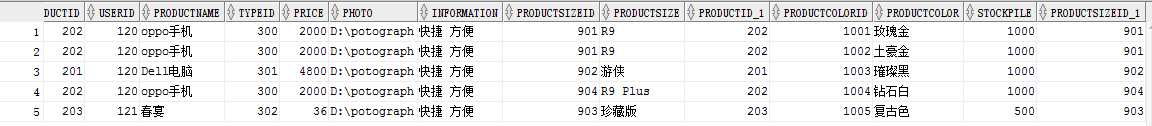 DUCTID USERID PRODUCTNAME TYPEID PRICE PHOTO INFORMATION PRODUCTSIZEID PRODUCTSIZE PRODUCTID_1 PRODUCTCOLORID PRODUCTCOLOR STOCKPILE PRODUCTSIZEID_1
1 202 120 oppo手机 300 2000 D:\potograph 快捷 方便 901 R9 202 1001 玫瑰金 1000 901
2 202 120 oppo手机 300 2000 D:\potograph 快捷 方便 901 R9 202 1002 土豪金 1000 901
3 201 120 Dell电脑 301 4800 D:\potograph 快捷 方便 902 游侠 201 1003 璀璨黑 1000 902
4 202 120 oppo手机 300 2000 D:\potograph 快捷 方便 904 R9 Plus 202 1004 钻石白 1000 904
5 203 121 春宴 302 36 D:\potograph 快捷 方便 903 珍藏版 203 1005 复古色 500 903